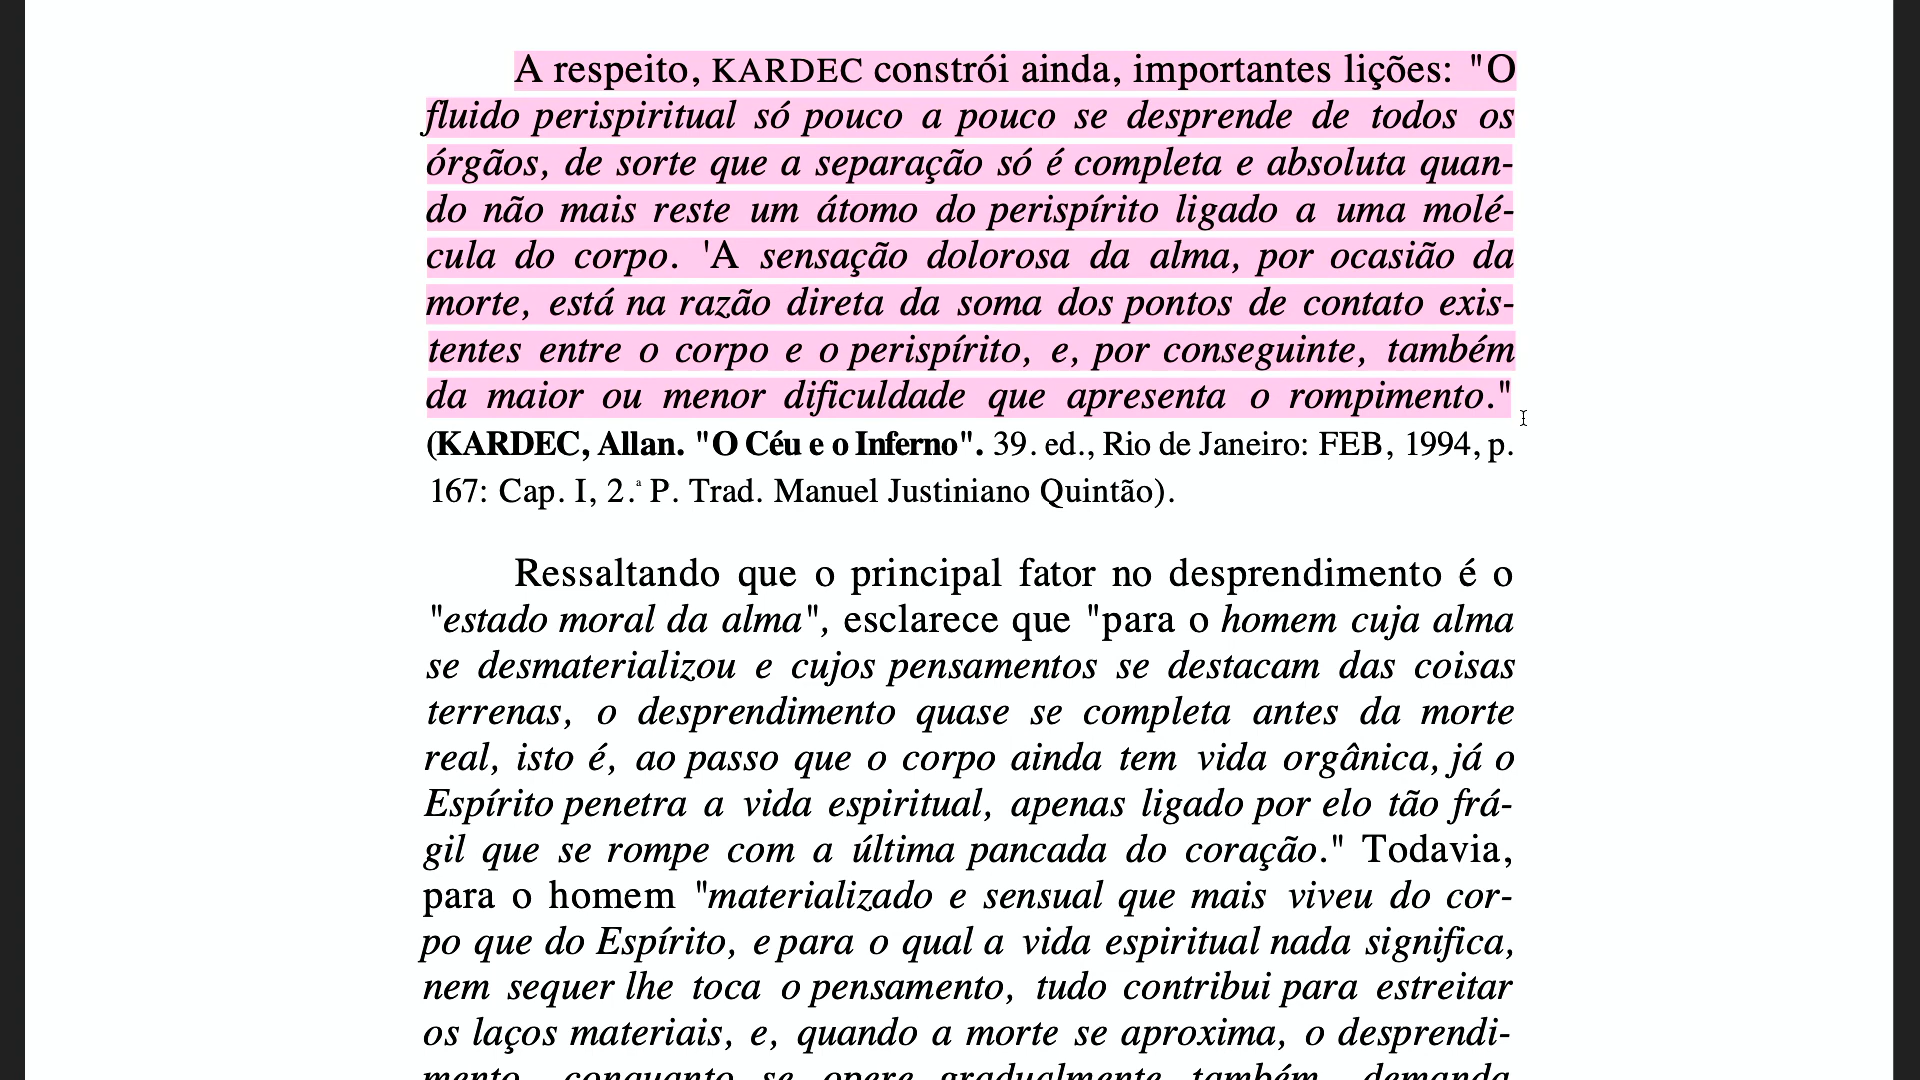 A respeito, KARDEC constrói ainda, importantes lições: "O
fluido perispiritual só pouco a pouco se desprende de todos os
órgãos, de sorte que a separação só é completa e absoluta quan-
do não mais reste um átomo do perispírito ligado a uma molé-
cula do corpo. 'A sensação dolorosa da alma, por ocasião da
morte, está na razão direta da soma dos pontos de contato exis-
tentes entre o corpo e o perispírito, e, por conseguinte, também
da maior ou menor dificuldade que apresenta o rompimento."
(KARDEC, Allan. "O Céu e o Inferno". 39. ed., Rio de Janeiro: FEB, 1994, p.
167: Cap. I, 2.ª P. Trad. Manuel Justiniano Quintão).
Ressaltando que o principal fator no desprendimento é o
"estado moral da alma", esclarece que "para o homem cuja alma
se desmaterializou e cujos pensamentos se destacam das coisas
terrenas, o desprendimento quase se completa antes da morte
real, isto é, ao passo que o corpo ainda tem vida orgânica, já o
Espírito penetra a vida espiritual, apenas ligado por elo tão frá-
gil que se rompe com a última pancada do coração." Todavia,
para o homem "materializado e sensual que mais viveu do cor-
po que do Espírito, e para o qual a vida espiritual nada significa,
nem sequer lhe toca o pensamento, tudo contribui para estreitar
os laços materiais, e, quando a morte se aproxima, o desprendi-
mento, conquanto se opere gradualmente também, demanda